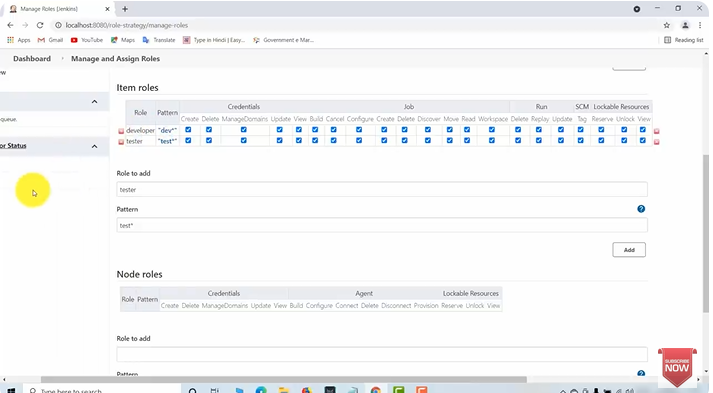 Manage Roles [Jenkins]
localhost:8080/role-strategy/manage-roles
Apps Gmail YouTube Maps Translate Type in Hindi | Easy... Government e Mar... Reading list
Dashboard Manage and Assign Roles
Item roles
Role Pattern Credentials Job Run SCM Lockable Resources
Create Delete ManageDomains Update View Build Cancel Configure Create Delete Discover Move Read Workspace Delete Replay Update Tag Reserve Unlock View
queue.
developer "dev*"
tester "test*"
or Status
Role to add
tester
Pattern
test*
Add
Node roles
Role Pattern Credentials Agent Lockable Resources
Create Delete ManageDomains Update View Build Configure Connect Delete Disconnect Provision Reserve Unlock View
Role to add
SUBSCRIBE
NOW
Pattern
Type here to search